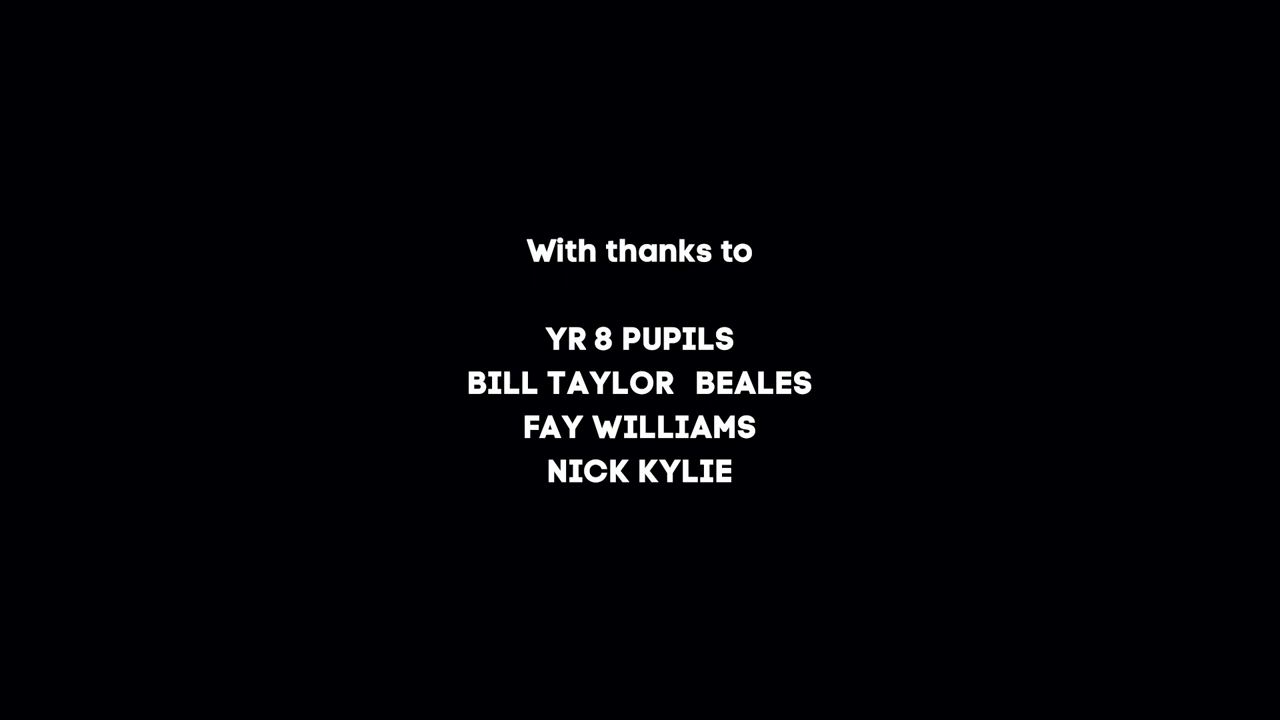 With thanks to
YR 8 PUPILS
BILL TAYLOR  BEALES
FAY WILLIAMS
NICK KYLIE